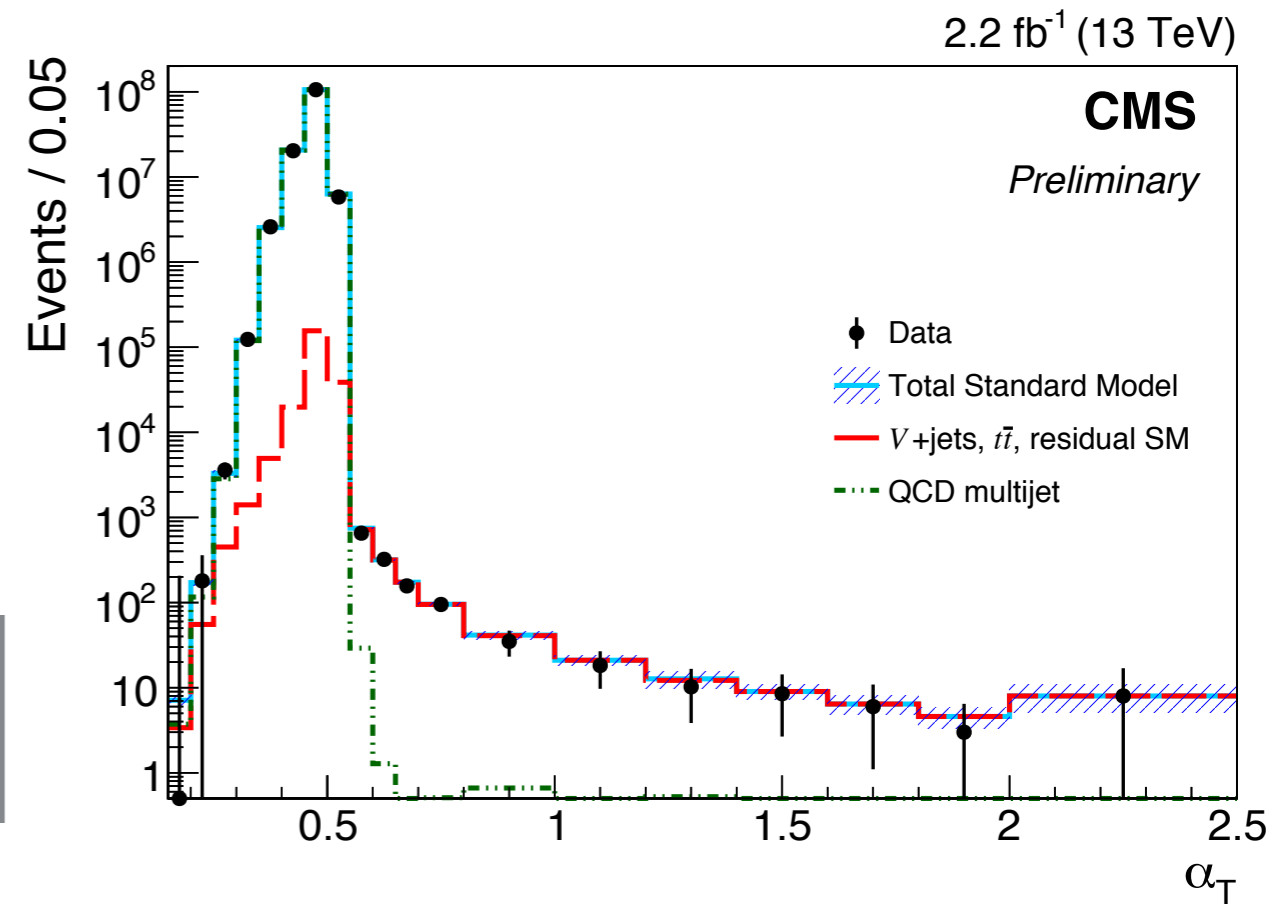 2.2 fb⁻¹ (13 TeV)
CMS
Preliminary
Events / 0.05
10⁸
10⁷
10⁶
10⁵
10⁴
10³
10²
10
1
Data
Total Standard Model
V+jets, tt̄, residual SM
QCD multijet
0.5 1 1.5 2 2.5
α_T